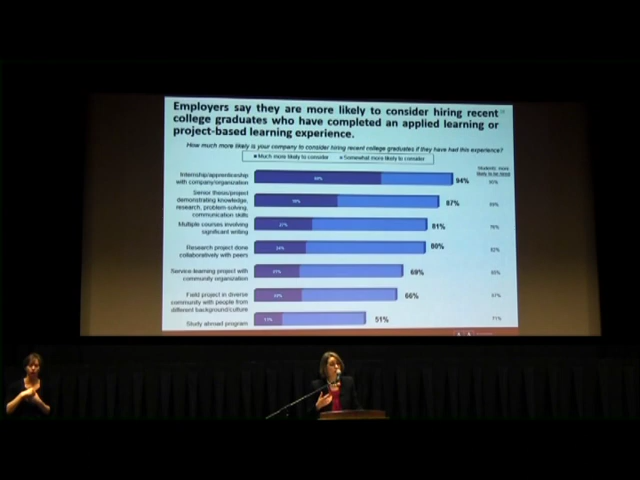 Employers say they are more likely to consider hiring recent
college graduates who have completed an applied learning or
project-based learning experience.
How much more likely is your company to consider hiring recent college graduates if they have had this experience?
Much more likely to consider Somewhat more likely to consider
Internship/apprenticeship
with company/organization
94%
Senior thesis/project
demonstrating knowledge,
research, problem solving,
communication skills
87%
Multiple courses involving
significant writing
81%
Research project done
collaboratively with peers
80%
Service-learning project with
community organization
69%
Field project in diverse
community with people from
different background/culture
66%
Study abroad program
51%